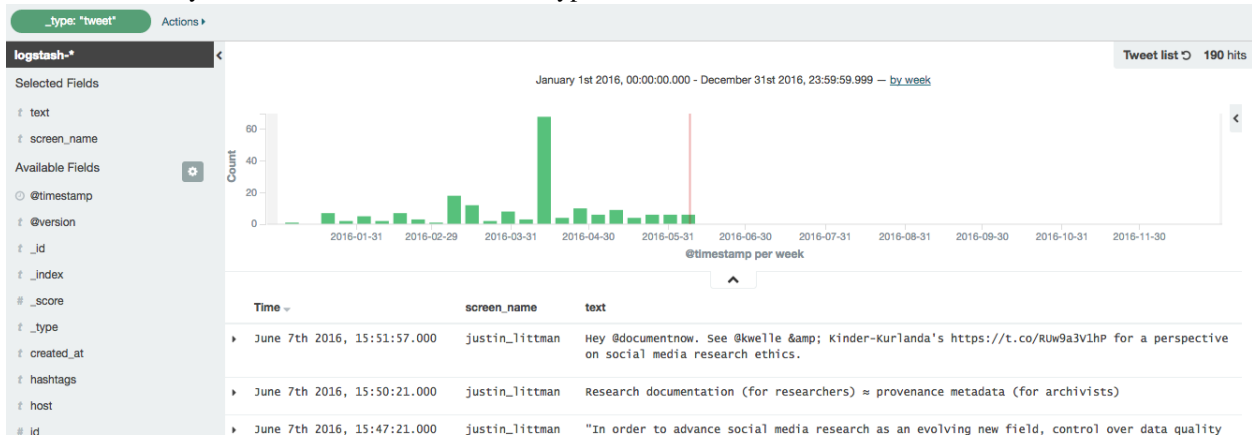 _type: "tweet"
Actions
logstash-*
Tweet list 190 hits
Selected Fields
January 1st 2016, 00:00:00.000 - December 31st 2016, 23:59:59.999 — by week
t text
t screen_name
Available Fields
@timestamp
t @version
t _id
t _index
# _score
t _type
t created_at
t hashtags
t host
# id
Count
60
40
20
0
2016-01-31 2016-02-29 2016-03-31 2016-04-30 2016-05-31 2016-06-30 2016-07-31 2016-08-31 2016-09-30 2016-10-31 2016-11-30
@timestamp per week
Time screen_name text
June 7th 2016, 15:51:57.000 justin_littman Hey @documentnow. See @kwelle &amp; Kinder-Kurlanda's https://t.co/RUw9a3V1hP for a perspective
on social media research ethics.
June 7th 2016, 15:50:21.000 justin_littman Research documentation (for researchers) ≈ provenance metadata (for archivists)
June 7th 2016, 15:47:21.000 justin_littman "In order to advance social media research as an evolving new field, control over data quality